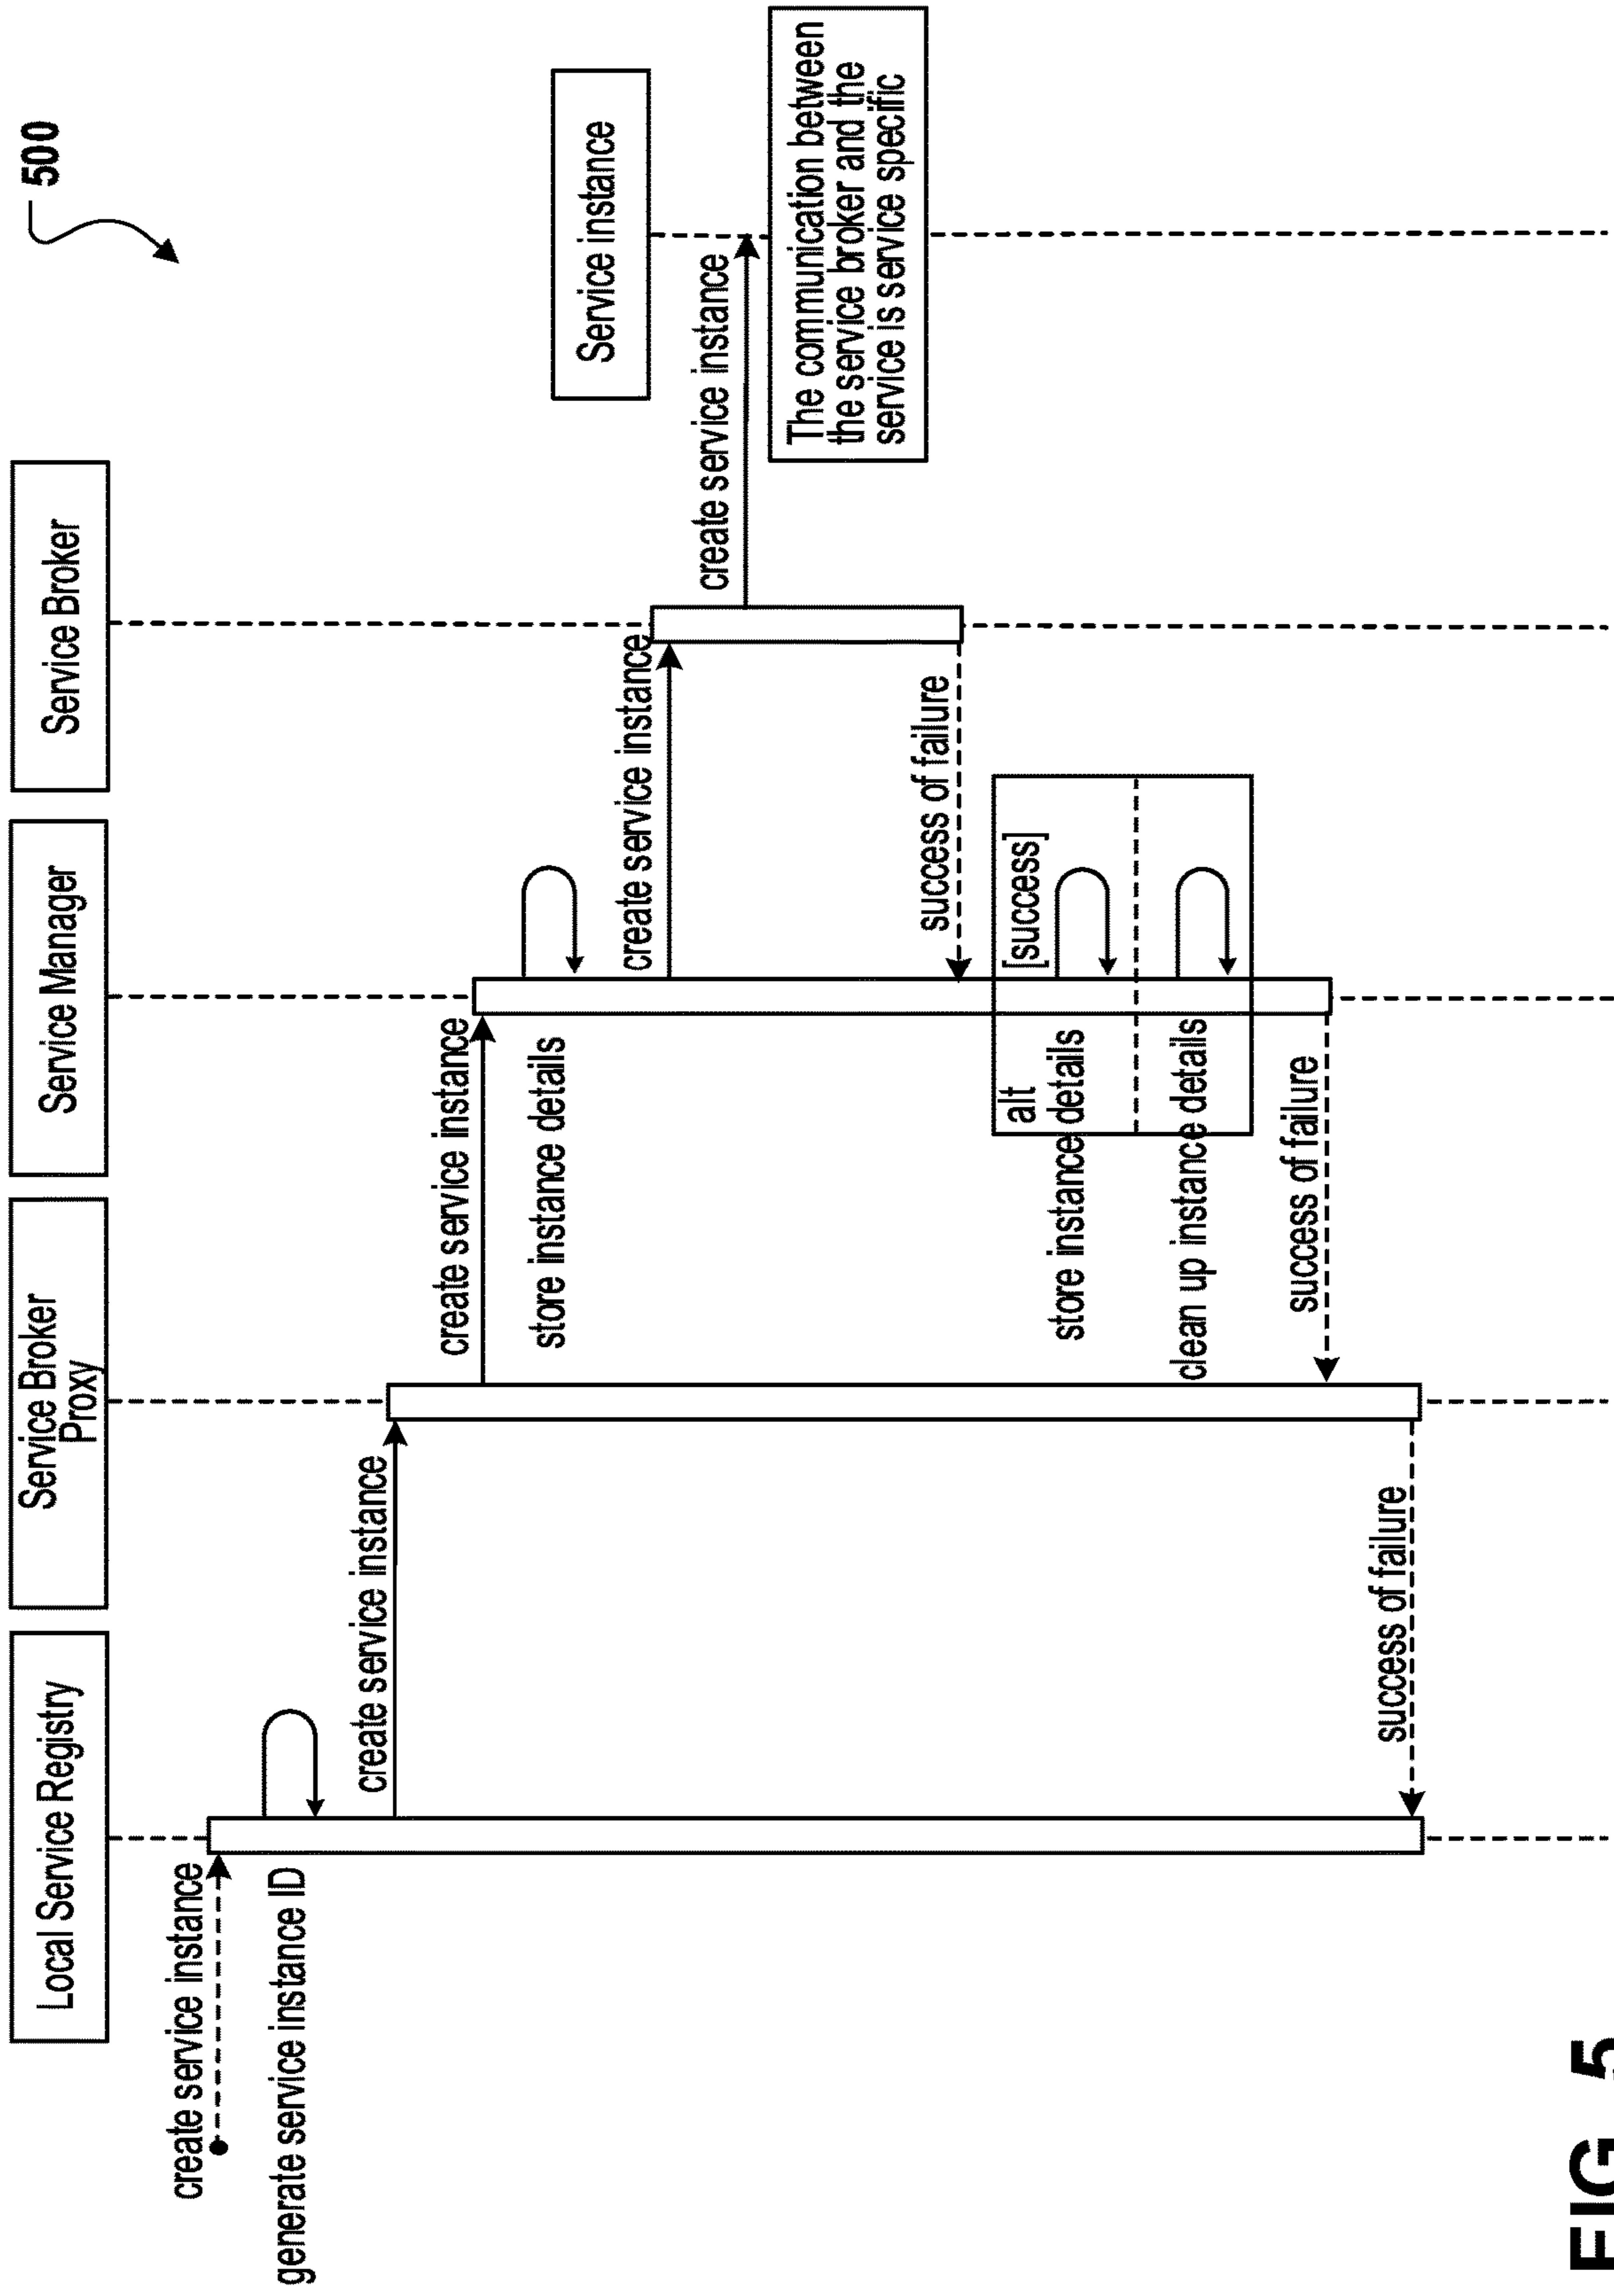 500
Local Service Registry
Service Broker
Proxy
Service Manager
Service Broker
Service instance
create service instance
generate service instance ID
create service instance
create service instance
store instance details
create service instance
create service instance
The communication between
the service broker and the
service is service specific
success of failure
alt
[success]
store instance details
clean up instance details
success of failure
success of failure
FIG. 5